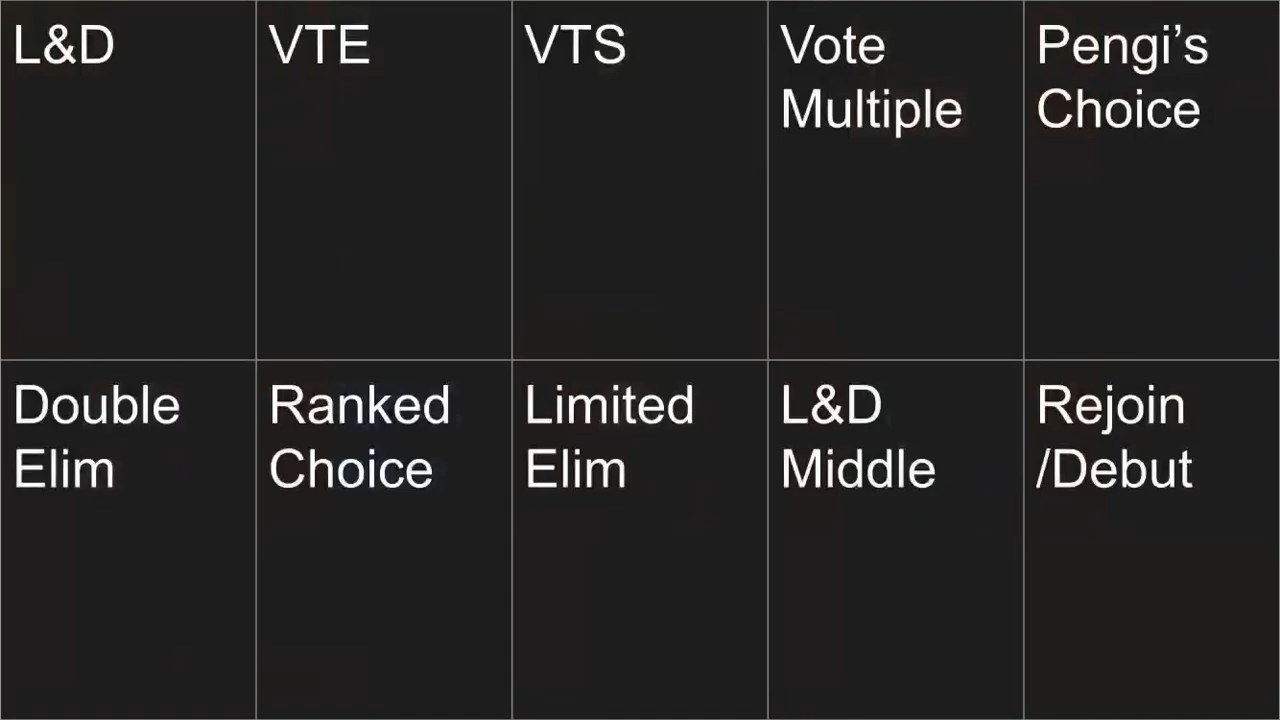 L&D
VTE
VTS
Vote
Multiple
Pengi’s
Choice
Double
Elim
Ranked
Choice
Limited
Elim
L&D
Middle
Rejoin
/Debut